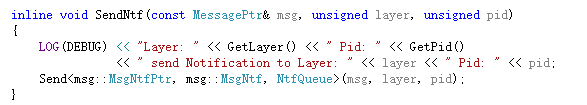 inline void SendNtf(const MessagePtr& msg, unsigned layer, unsigned pid)
{
    LOG(DEBUG) << "Layer: " << GetLayer() << " Pid: " << GetPid()
               << " send Notification to Layer: " << layer << " Pid: " << pid;
    Send<msg::MsgNtfPtr, msg::MsgNtf, NtfQueue>(msg, layer, pid);
}